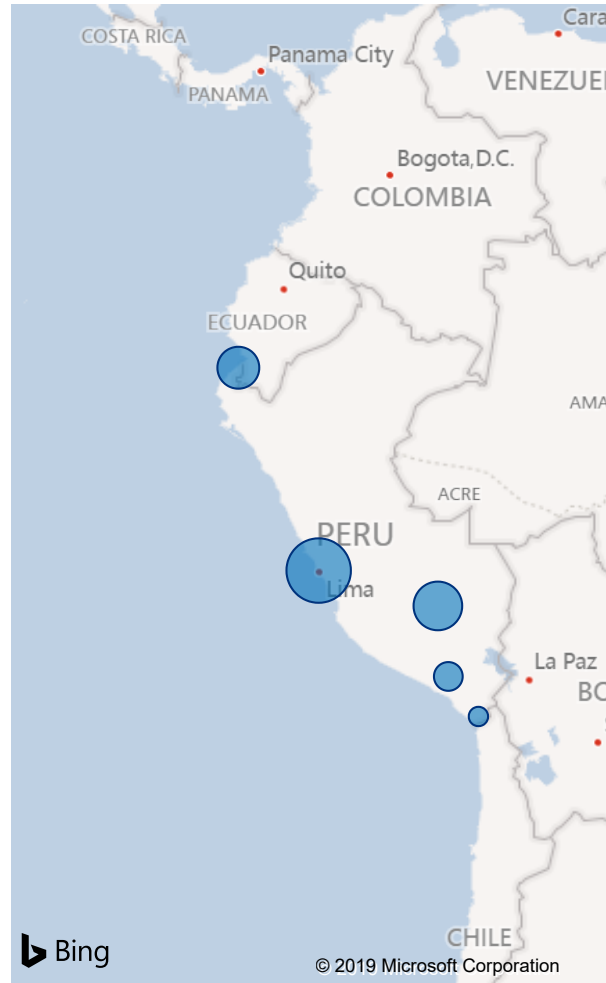 Cara
COSTA RICA
Panama City
VENEZUE
PANAMA
Bogota,D.C.
COLOMBIA
Quito
ECUADOR
AMA
ACRE
PERU
Lima
La Paz
BO
CHILE
Bing
© 2019 Microsoft Corporation